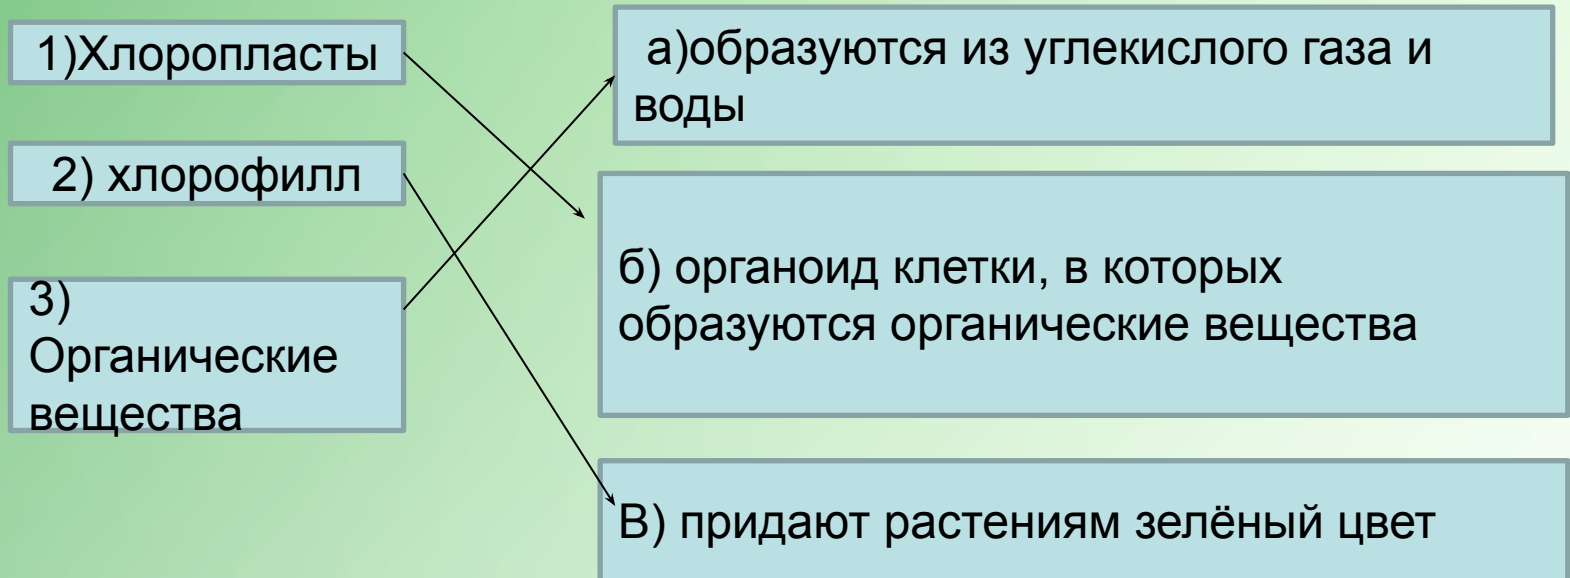 1)Хлоропласты
2) хлорофилл
3)
Органические
вещества
а)образуются из углекислого газа и
воды
б) органоид клетки, в которых
образуются органические вещества
В) придают растениям зелёный цвет